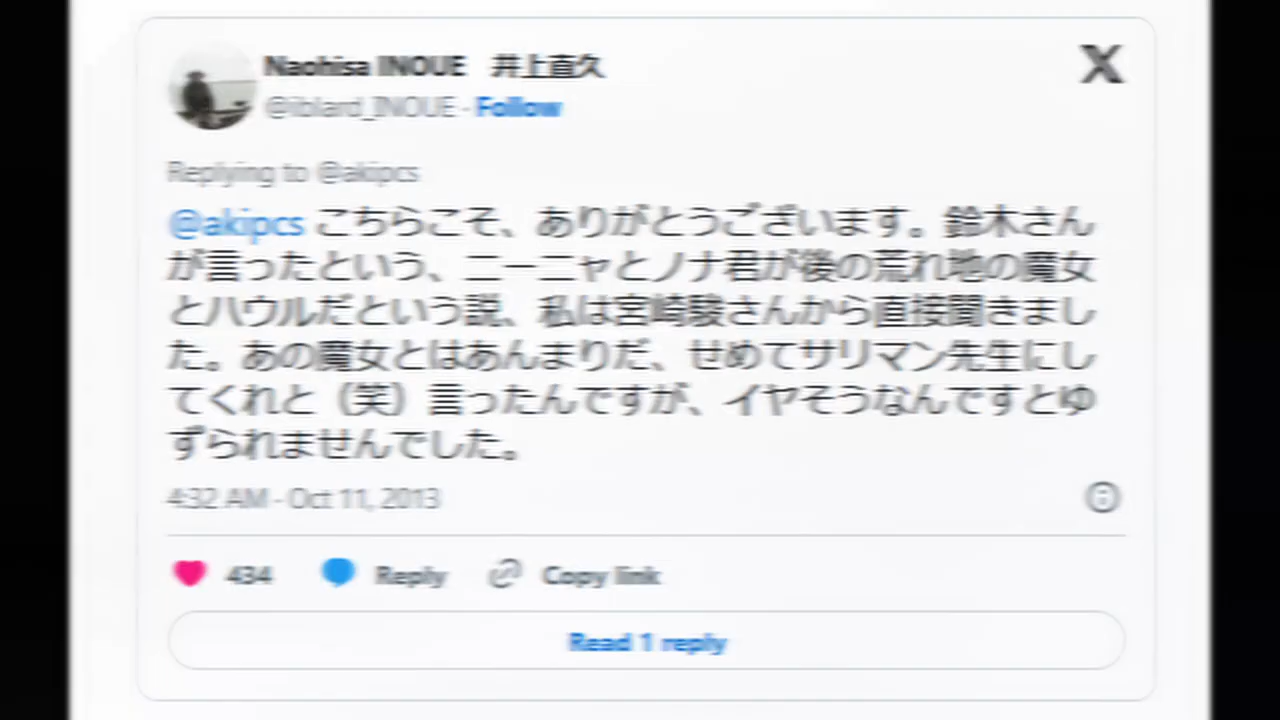 Naohisa INOUE 井上直久
X
@iblard_INOUE · Follow
Replying to @akipcs
@akipcs こちらこそ、ありがとうございます。鈴木さん
が言ったという、ニーニャとノナ君が後の荒れ地の魔女
とハウルだという説、私は宮崎駿さんから直接聞きまし
た。あの魔女とはあんまりだ、せめてサリマン先生にし
てくれと（笑）言ったんですが、イヤそうなんですとゆ
ずられませんでした。
4:32 AM · Oct 11, 2013
434 Reply Copy link
Read 1 reply